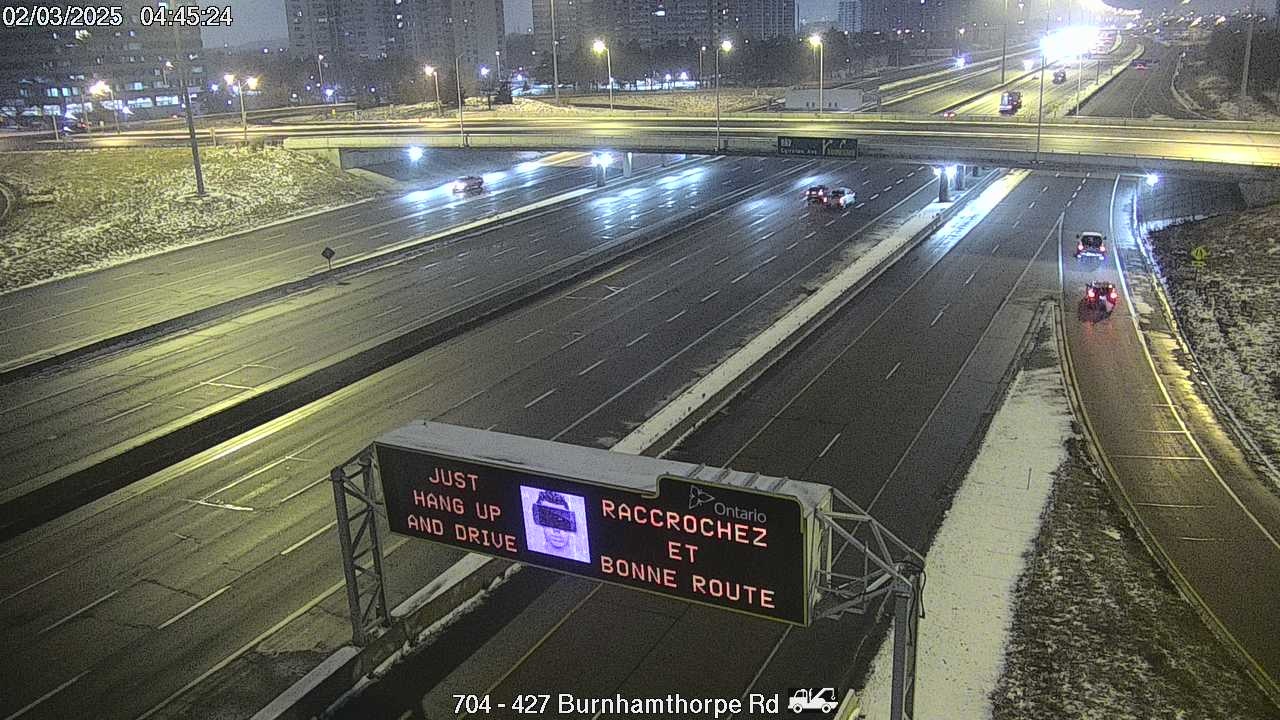 02/03/2025 04:45:24
JUST
HANG UP
AND DRIVE
Ontario
RACCROCHEZ
ET
BONNE ROUTE
704 - 427 Burnhamthorpe Rd